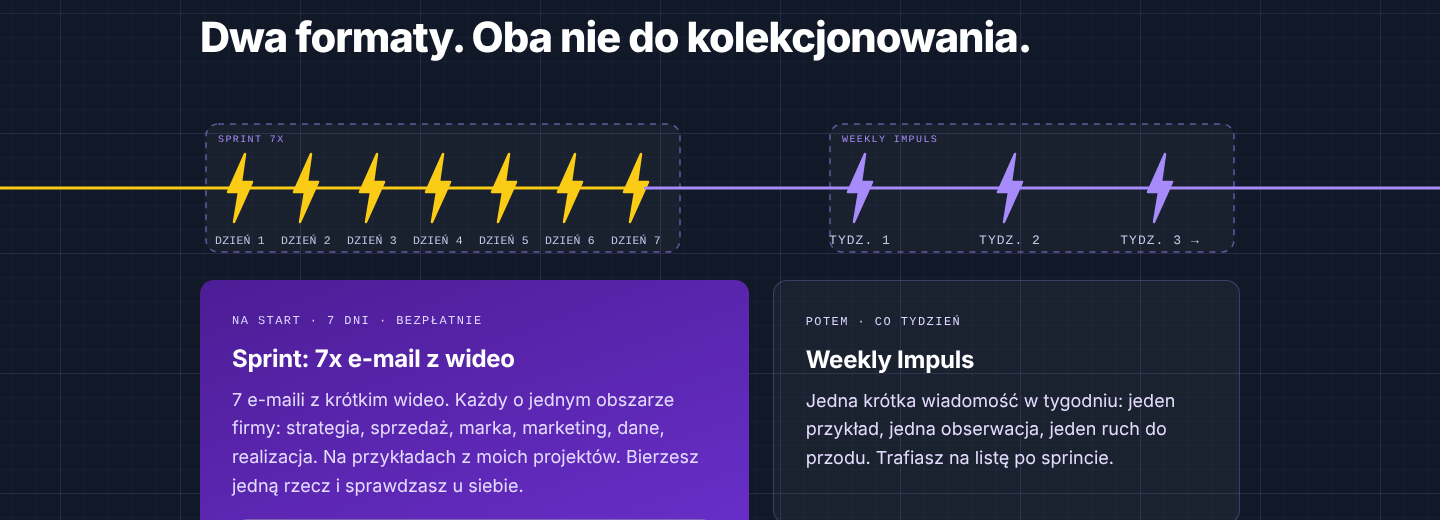 Dwa formaty. Oba nie do kolekcjonowania.
SPRINT 7X
DZIEŃ 1 DZIEŃ 2 DZIEŃ 3 DZIEŃ 4 DZIEŃ 5 DZIEŃ 6 DZIEŃ 7
WEEKLY IMPULS
TYDZ. 1 TYDZ. 2 TYDZ. 3 →
NA START · 7 DNI · BEZPŁATNIE
Sprint: 7x e-mail z wideo
7 e-maili z krótkim wideo. Każdy o jednym obszarze
firmy: strategia, sprzedaż, marka, marketing, dane,
realizacja. Na przykładach z moich projektów. Bierzesz
jedną rzecz i sprawdzasz u siebie.
POTEM · CO TYDZIEŃ
Weekly Impuls
Jedna krótka wiadomość w tygodniu: jeden
przykład, jedna obserwacja, jeden ruch do
przodu. Trafiasz na listę po sprincie.